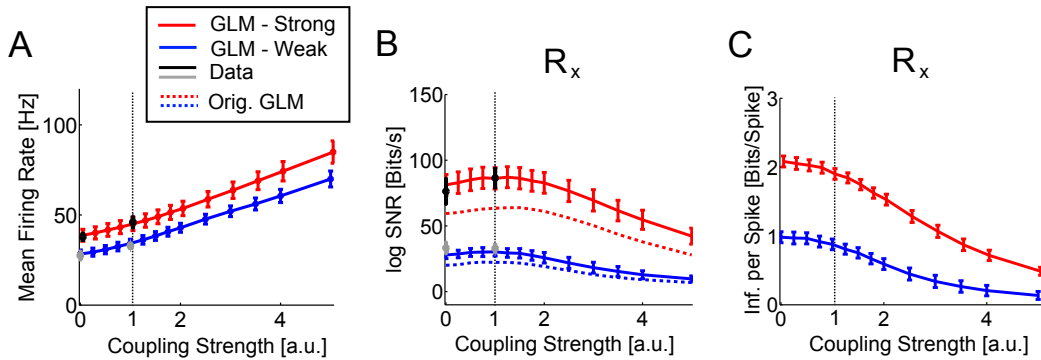 A
GLM - Strong
GLM - Weak
Data
Orig. GLM
Mean Firing Rate [Hz]
100
50
0
0 1 2 4
Coupling Strength [a.u.]
B
R x
log SNR [Bits/s]
150
100
50
0
0 1 2 4
Coupling Strength [a.u.]
C
R x
Inf. per Spike [Bits/Spike]
3
2
1
0
0 1 2 4
Coupling Strength [a.u.]